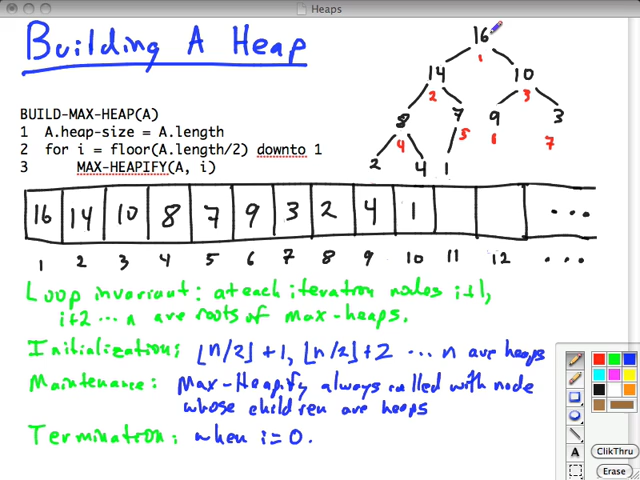 Heaps
Building A Heap
16
1
14 10
2 3
8 7 9 3
4 5 6 7
2 4 1
BUILD-MAX-HEAP(A)
1 A.heap-size = A.length
2 for i = floor(A.length/2) downto 1
3 MAX-HEAPIFY(A, i)
16 14 10 8 7 9 3 2 4 1 ...
1 2 3 4 5 6 7 8 9 10 11 12 ...
Loop invariant: at each iteration nodes i+1,
i+2 ... n are roots of max-heaps.
Initialization: ⌊n/2⌋+1, ⌊n/2⌋+2 ... n are heaps
Maintenance: Max-Heapify always called with node
whose children are heaps
Termination: when i=0.
A
ClikThru
Erase